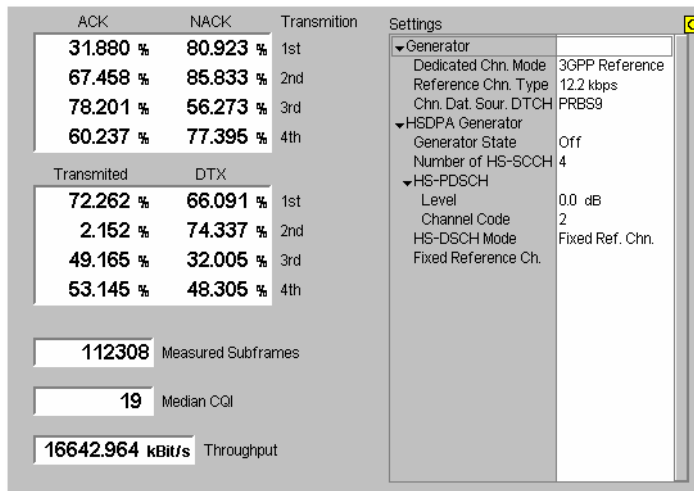 ACK NACK Transmition
31.880 % 80.923 % 1st
67.458 % 85.833 % 2nd
78.201 % 56.273 % 3rd
60.237 % 77.395 % 4th
Transmited DTX
72.262 % 66.091 % 1st
2.152 % 74.337 % 2nd
49.165 % 32.005 % 3rd
53.145 % 48.305 % 4th
112308 Measured Subframes
19 Median CQI
16642.964 kBit/s Throughput
Settings
Generator
Dedicated Chn. Mode 3GPP Reference
Reference Chn. Type 12.2 kbps
Chn. Dat. Sour. DTCH PRBS9
HSDPA Generator
Generator State Off
Number of HS-SCCH 4
HS-PDSCH
Level 0.0 dB
Channel Code 2
HS-DSCH Mode Fixed Ref. Chn.
Fixed Reference Ch.